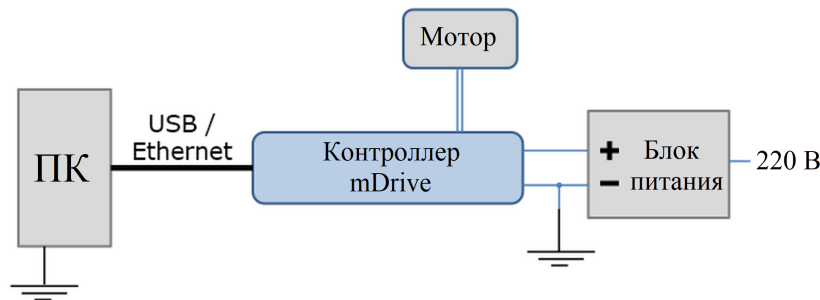 Мотор
ПК
USB /
Ethernet
Контроллер
mDrive
+ Блок
− питания
220 В